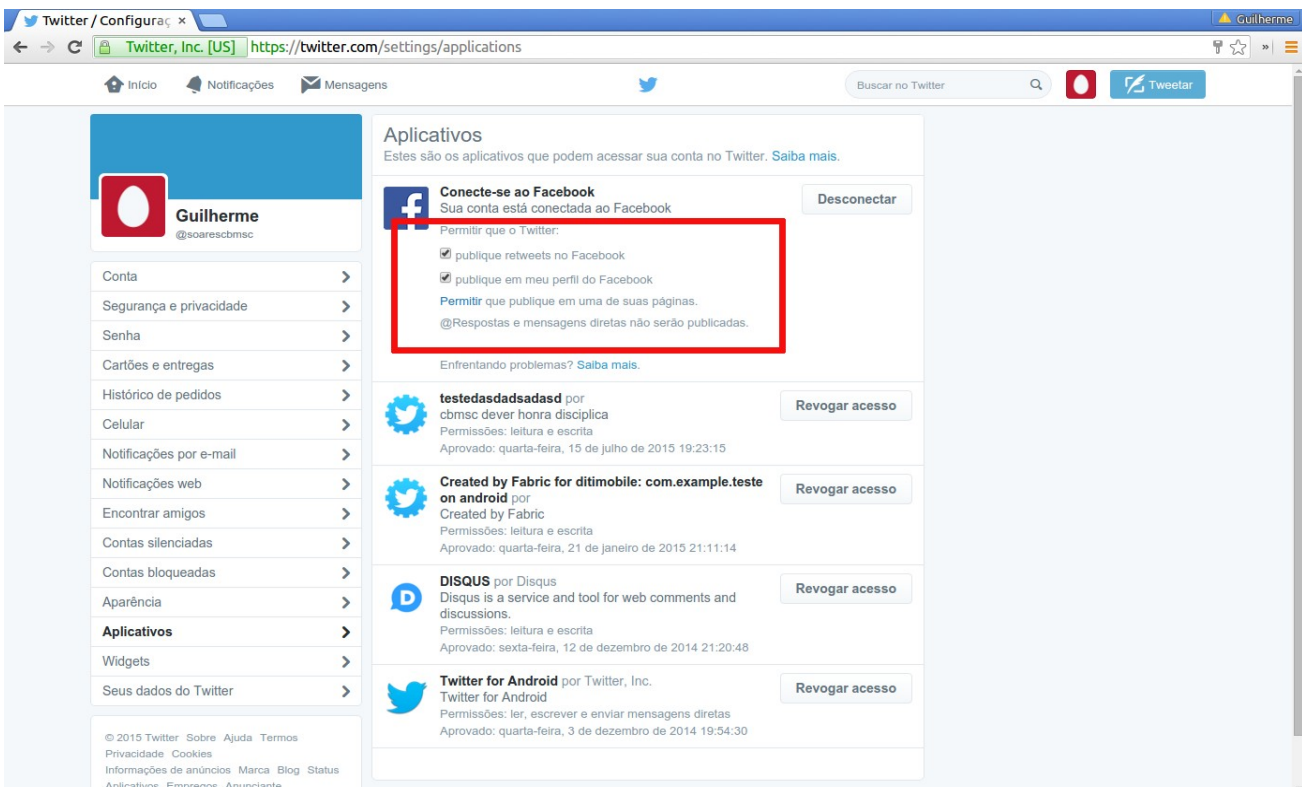 Twitter / Configuraç ×
Guilherme
Twitter, Inc. [US] https://twitter.com/settings/applications
Início Notificações Mensagens Buscar no Twitter Tweetar
Guilherme
@soarescbmsc
Conta
Segurança e privacidade
Senha
Cartões e entregas
Histórico de pedidos
Celular
Notificações por e-mail
Notificações web
Encontrar amigos
Contas silenciadas
Contas bloqueadas
Aparência
Aplicativos
Widgets
Seus dados do Twitter
© 2015 Twitter Sobre Ajuda Termos
Privacidade Cookies
Informações de anúncios Marca Blog Status
Aplicativos Empregos Anunciante
Aplicativos
Estes são os aplicativos que podem acessar sua conta no Twitter. Saiba mais.
Conecte-se ao Facebook
Sua conta está conectada ao Facebook
Desconectar
Permitir que o Twitter:
publique retweets no Facebook
publique em meu perfil do Facebook
Permitir que publique em uma de suas páginas.
@Respostas e mensagens diretas não serão publicadas.
Enfrentando problemas? Saiba mais.
testedasdadsadasd por
cbmsc dever honra disciplica
Permissões: leitura e escrita
Aprovado: quarta-feira, 15 de julho de 2015 19:23:15
Revogar acesso
Created by Fabric for ditimobile: com.example.teste
on android por
Created by Fabric
Permissões: leitura e escrita
Aprovado: quarta-feira, 21 de janeiro de 2015 21:11:14
Revogar acesso
DISQUS por Disqus
Disqus is a service and tool for web comments and
discussions.
Permissões: leitura e escrita
Aprovado: sexta-feira, 12 de dezembro de 2014 21:20:48
Revogar acesso
Twitter for Android por Twitter, Inc.
Twitter for Android
Permissões: ler, escrever e enviar mensagens diretas
Aprovado: quarta-feira, 3 de dezembro de 2014 19:54:30
Revogar acesso